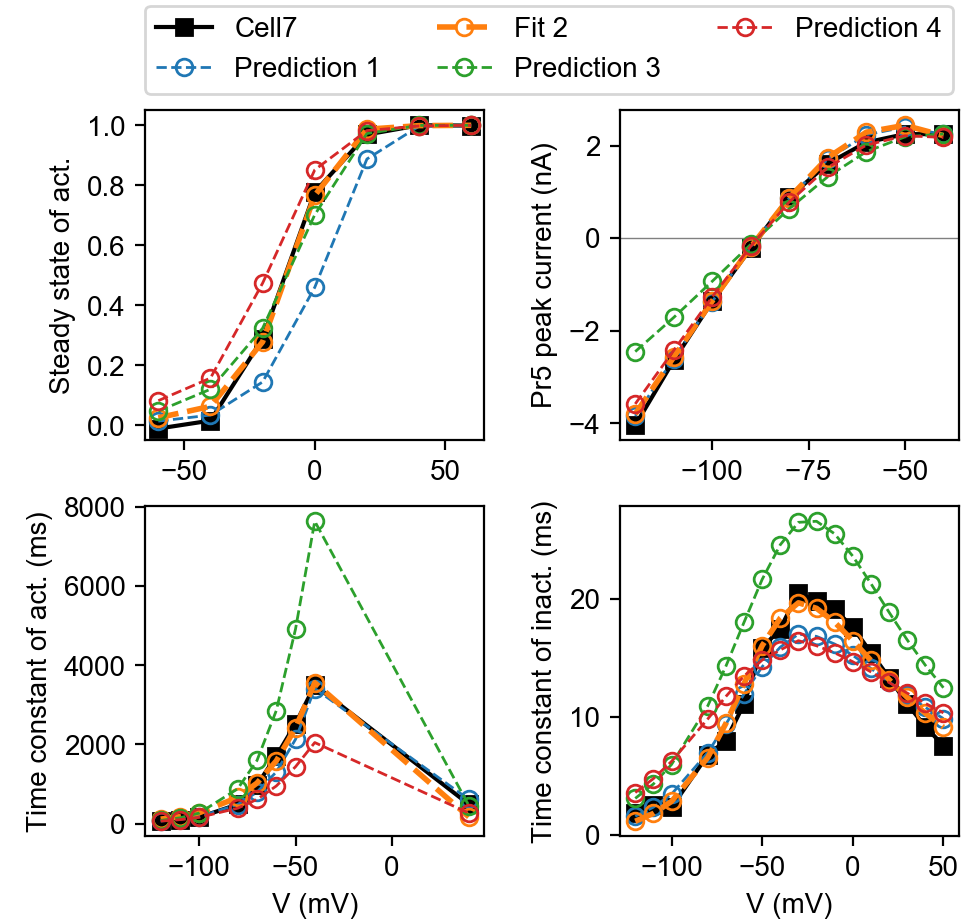 Cell7
Fit 2
Prediction 4
Prediction 1
Prediction 3
Steady state of act.
1.0
0.8
0.6
0.4
0.2
0.0
−50
0
50
Pr5 peak current (nA)
2
0
−2
−4
−100
−75
−50
Time constant of act. (ms)
8000
6000
4000
2000
0
−100
−50
0
V (mV)
Time constant of inact. (ms)
20
10
0
−100
−50
0
50
V (mV)